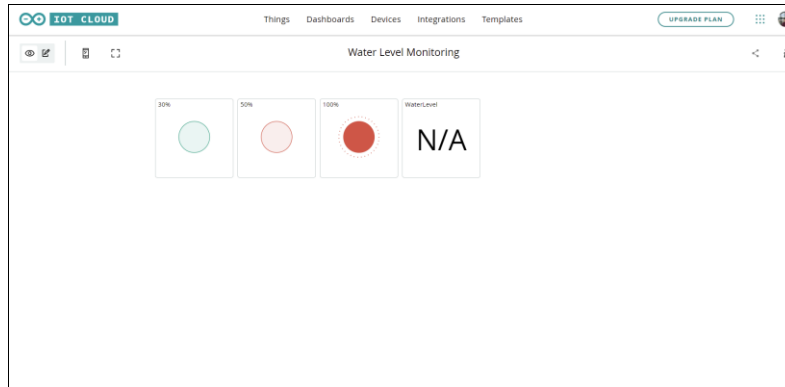 IOT CLOUD
Things Dashboards Devices Integrations Templates
UPGRADE PLAN
Water Level Monitoring
30% 50% 100% WaterLevel
N/A